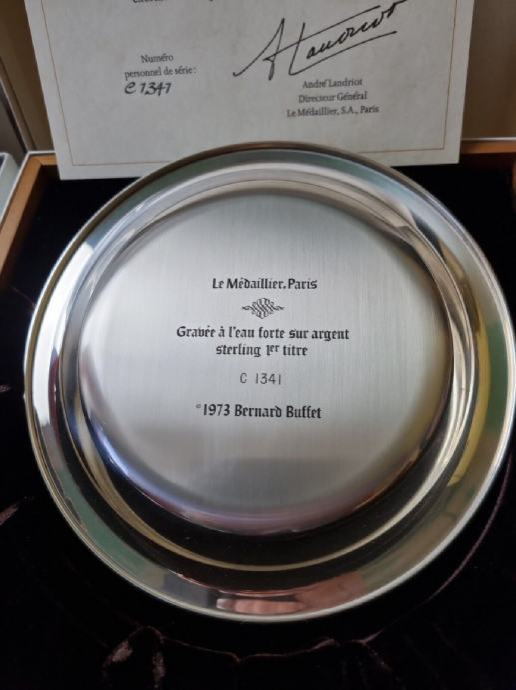 Numéro
personnel de série:
C 1341
André Landriot
Directeur Général
Le Médaillier, S.A., Paris
Le Médaillier, Paris
Gravée à l'eau forte sur argent
sterling 1er titre
C 1341
©1973 Bernard Buffet